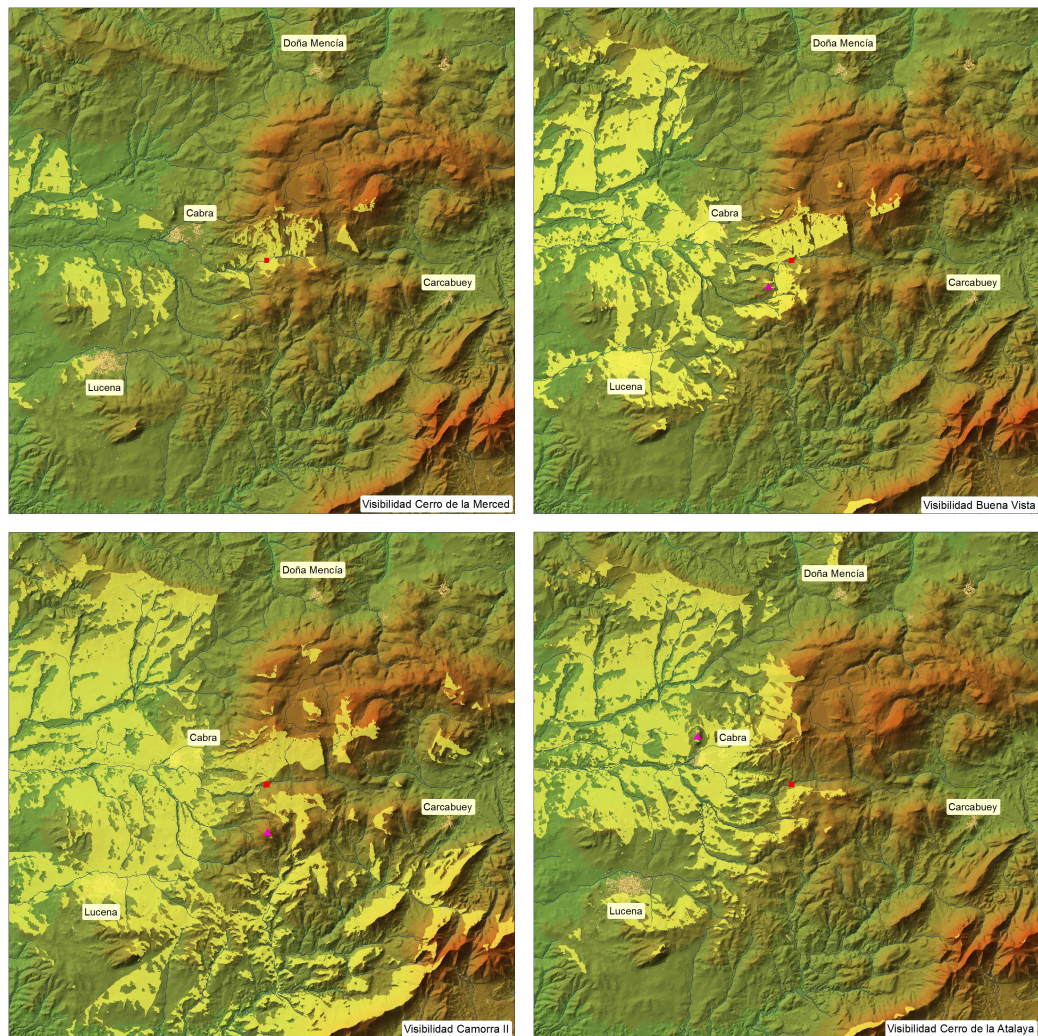 Doña Mencía
Cabra
Carcabuey
Lucena
Visibilidad Cerro de la Merced
Doña Mencía
Cabra
Carcabuey
Lucena
Visibilidad Buena Vista
Doña Mencía
Cabra
Carcabuey
Lucena
Visibilidad Camorra II
Doña Mencía
Cabra
Carcabuey
Lucena
Visibilidad Cerro de la Atalaya